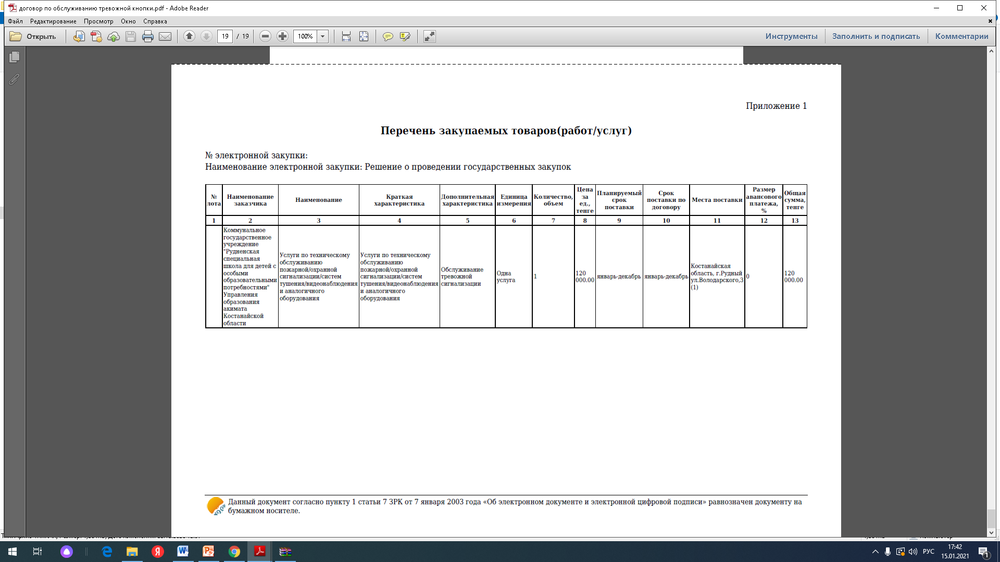 договор по обслуживанию тревожной кнопки.pdf - Adobe Reader
Файл Редактирование Просмотр Окно Справка
Открыть 19 / 19 100% Инструменты Заполнить и подписать Комментарии
Приложение 1
Перечень закупаемых товаров(работ/услуг)
№ электронной закупки:
Наименование электронной закупки: Решение о проведении государственных закупок
№ лота
Наименование заказчика
Наименование
Краткая характеристика
Дополнительная характеристика
Единица измерения
Количество, объем
Цена за ед., тенге
Планируемый срок поставки
Срок поставки по договору
Места поставки
Размер авансового платежа, %
Общая сумма, тенге
1 2 3 4 5 6 7 8 9 10 11 12 13
Коммунальное
государственное
учреждение
"Рудненская
специальная
школа для детей с
особыми
образовательными
потребностями"
Управления
образования
акимата
Костанайской
области
Услуги по техническому
обслуживанию
пожарной/охранной
сигнализации/систем
тушения/видеонаблюдения
и аналогичного
оборудования
Услуги по техническому
обслуживанию
пожарной/охранной
сигнализации/систем
тушения/видеонаблюдения
и аналогичного
оборудования
Обслуживание
тревожной
сигнализации
Одна
услуга
1
120
000.00
январь-декабрь
январь-декабрь
Костанайская
область, г.Рудный
ул.Володарского,3
(1)
0
120
000.00
Данный документ согласно пункту 1 статьи 7 ЗРК от 7 января 2003 года «Об электронном документе и электронной цифровой подписи» равнозначен документу на
бумажном носителе.
РУС
17:42
15.01.2021
1